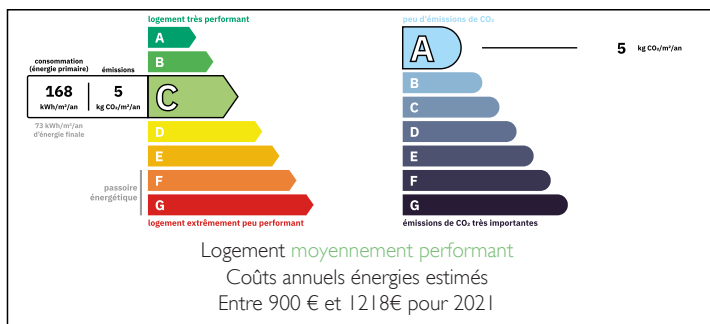 logement très performant
A
B
consommation
(énergie primaire)
émissions
168
kWh/m²/an
5
kg CO₂/m²/an
C
73 kWh/m²/an
d'énergie finale
D
E
passoire
énergétique
F
G
logement extrêmement peu performant
peu d'émissions de CO₂
A
5 kg CO₂/m²/an
B
C
D
E
F
G
émissions de CO₂ très importantes
Logement moyennement performant
Coûts annuels énergies estimés
Entre 900 € et 1218€ pour 2021